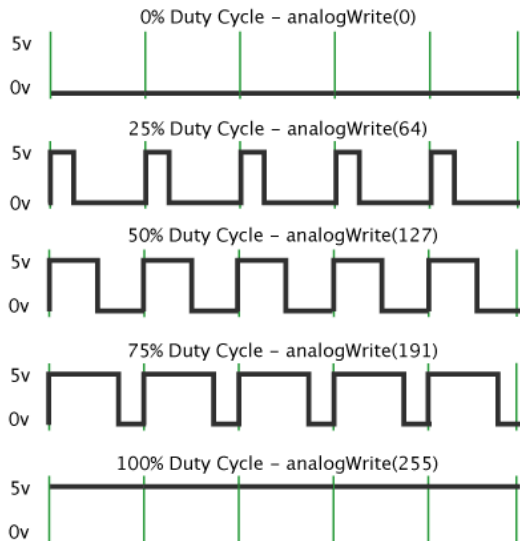 0% Duty Cycle – analogWrite(0)
5v
0v
25% Duty Cycle – analogWrite(64)
5v
0v
50% Duty Cycle – analogWrite(127)
5v
0v
75% Duty Cycle – analogWrite(191)
5v
0v
100% Duty Cycle – analogWrite(255)
5v
0v